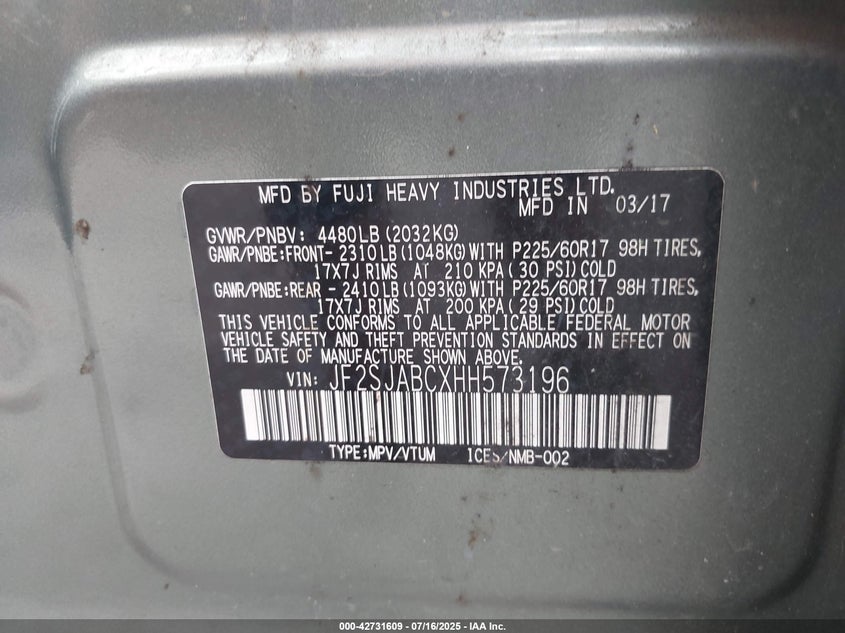 MFD BY FUJI HEAVY INDUSTRIES LTD.
MFD IN 03/17
GVWR/PNBV: 4480LB (2032KG)
GAWR/PNBE:FRONT- 2310LB (1048KG) WITH P225/60R17 98H TIRES,
17X7J RIMS AT 210 KPA ( 30 PSI) COLD
GAWR/PNBE:REAR - 2410LB (1093KG) WITH P225/60R17 98H TIRES,
17X7J RIMS AT 200 KPA ( 29 PSI) COLD
THIS VEHICLE CONFORMS TO ALL APPLICABLE FEDERAL MOTOR
VEHICLE SAFETY AND THEFT PREVENTION STANDARDS IN EFFECT ON
THE DATE OF MANUFACTURE SHOWN ABOVE.
VIN: JF2SJABCXHH573196
TYPE:MPV/VTUM ICES/NMB-002
000-42731609 - 07/16/2025 - IAA Inc.